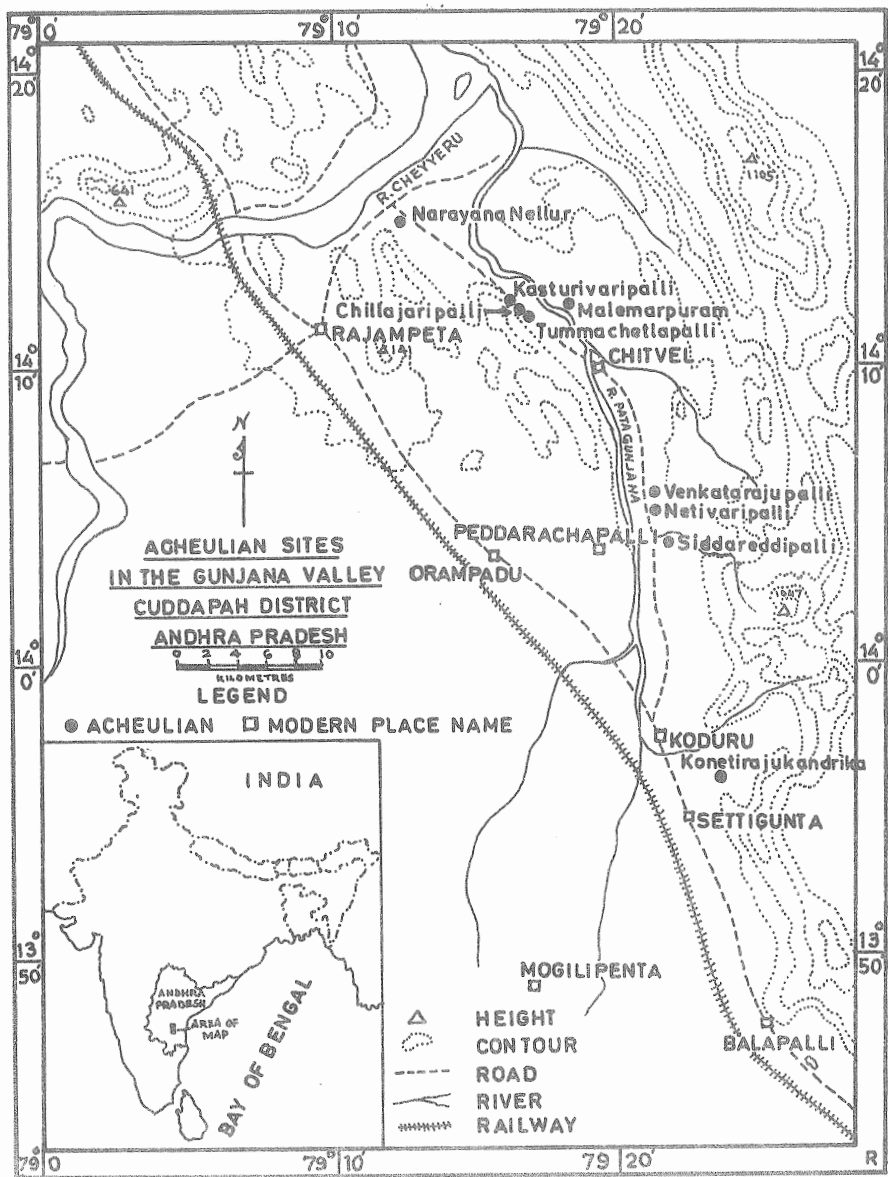 79° 0'
79° 10'
79° 20'
14° 20'
14° 20'
641
1105
R. CHEYYERU
Narayana Nellur
Kasturivaripalli
Chillajaripalli
Malemarpuram
Tummachetlapalli
RAJAMPETA
CHITVEL
14° 10'
14° 10'
R. PATA GUNJANA
N
Venkatarajupalli
Netivaripalli
PEDDARACHAPALLI
Siddareddipalli
ORAMPADU
ACHEULIAN SITES
IN THE GUNJANA VALLEY
CUDDAPAH DISTRICT
ANDHRA PRADESH
0 2 4 6 8 10
KILOMETRES
14° 0'
14° 0'
LEGEND
ACHEULIAN MODERN PLACE NAME
KODURU
Konetirajukandrika
SETTIGUNTA
INDIA
ANDHRA
PRADESH
AREA OF
MAP
BAY OF BENGAL
13° 50'
13° 50'
MOGILIPENTA
BALAPALLI
HEIGHT
CONTOUR
ROAD
RIVER
RAILWAY
79° 0'
79° 10'
79° 20'
R